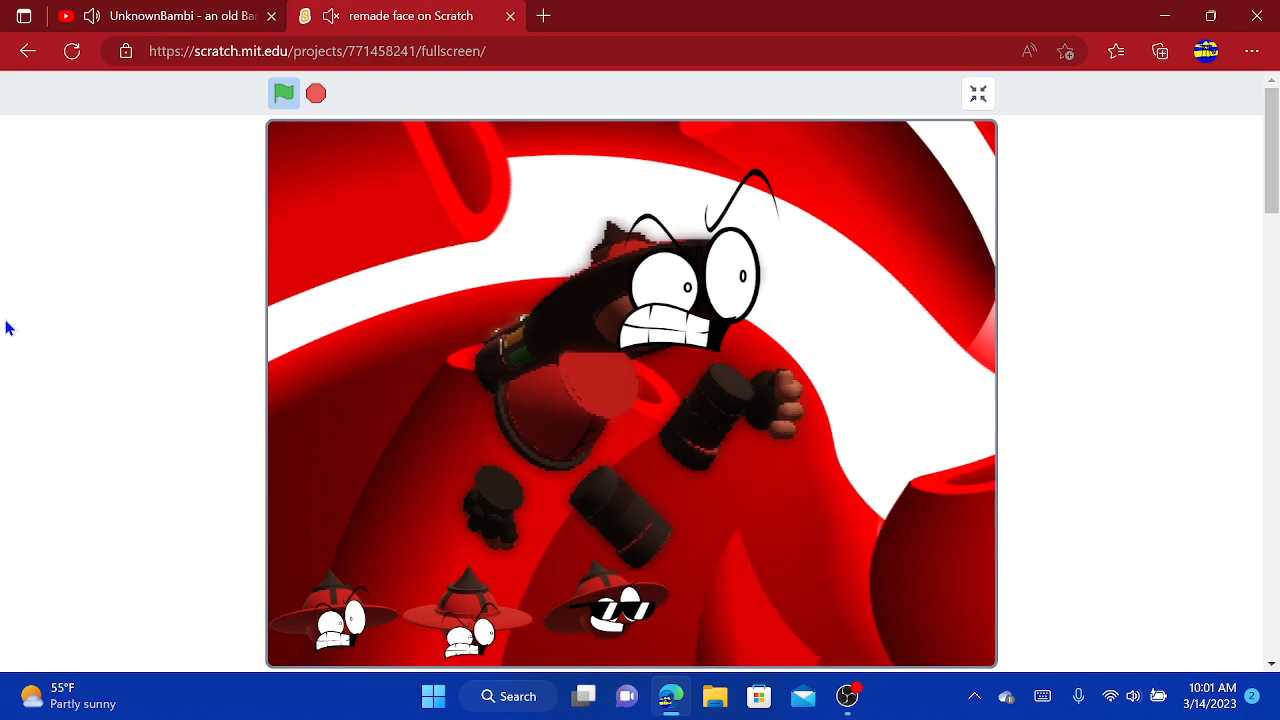 UnknownBambi - an old Ba
remade face on Scratch
https://scratch.mit.edu/projects/771458241/fullscreen/
55°F
Partly sunny
Search
10:01 AM
3/14/2023
2